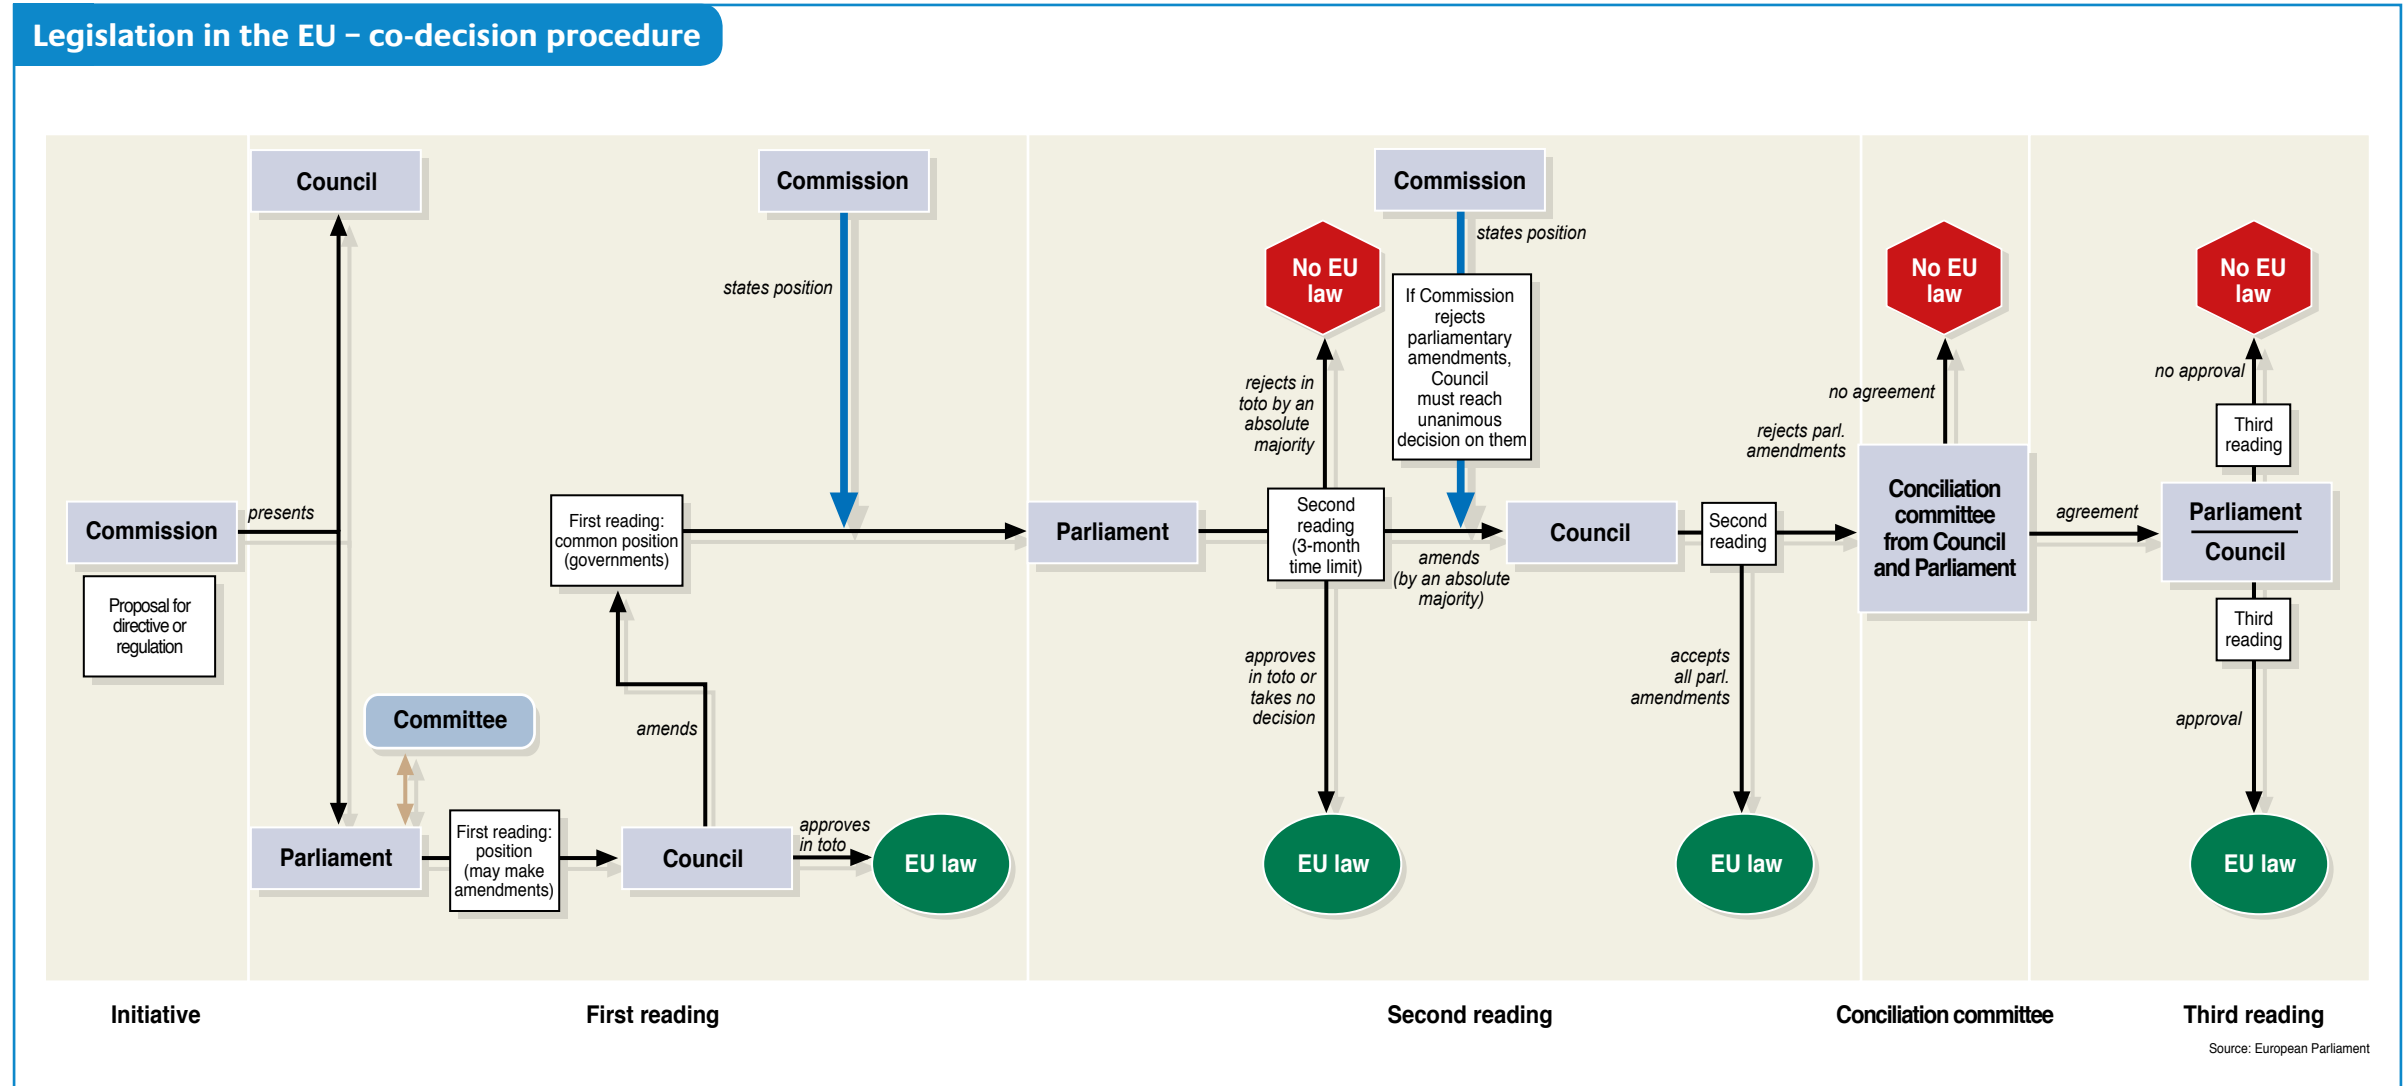 Legislation in the EU – co-decision procedure
Commission
Proposal for
directive or
regulation
presents
Council
Parliament
Committee
First reading:
position
(may make
amendments)
Council
approves
in toto
EU law
amends
First reading:
common position
(governments)
Commission
states position
Parliament
Second
reading
(3-month
time limit)
rejects in
toto by an
absolute
majority
No EU
law
approves
in toto or
takes no
decision
EU law
Commission
states position
If Commission
rejects
parliamentary
amendments,
Council
must reach
unanimous
decision on them
amends
(by an absolute
majority)
Council
Second
reading
accepts
all parl.
amendments
EU law
rejects parl.
amendments
Conciliation
committee
from Council
and Parliament
no agreement
No EU
law
agreement
Parliament
Council
Third
reading
no approval
No EU
law
Third
reading
approval
EU law
Initiative
First reading
Second reading
Conciliation committee
Third reading
Source: European Parliament